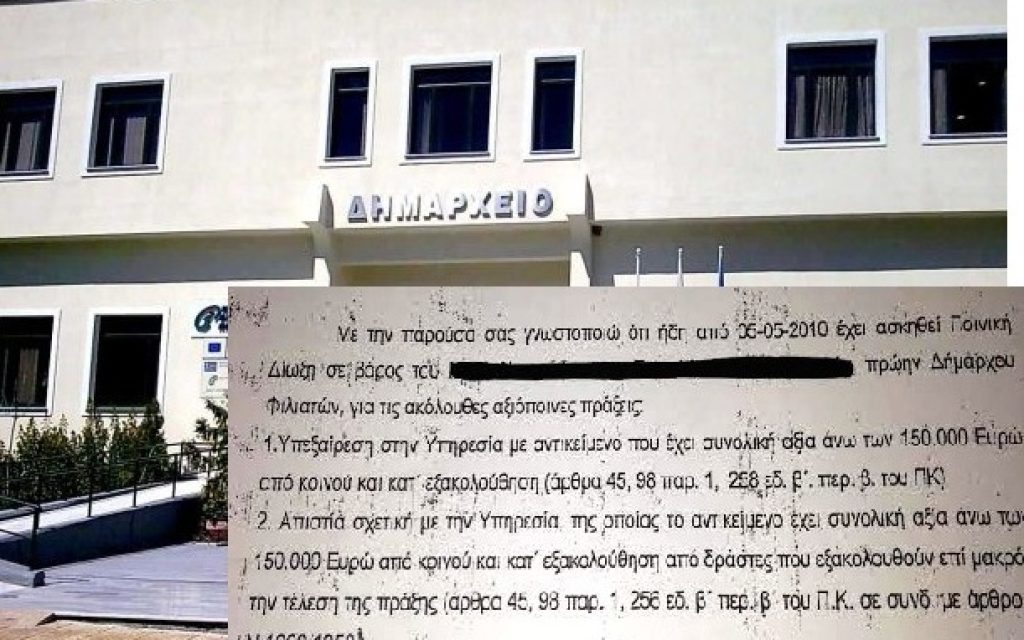 ΔΗΜΑΡΧΕΙΟ
Με την παρούσα σας γνωστοποιώ ότι ήδη από 06-05-2010 έχει ασκηθεί Ποινική
Δίωξη σε βάρος του πρώην Δήμαρχου
Φιλιατών, για τις ακόλουθες αξιόποινες πράξεις:
1.Υπεξαίρεση στην Υπηρεσία με αντικείμενο που έχει συνολική αξία άνω των 150.000 Ευρώ
από κοινού και κατ΄ εξακολούθηση (άρθρα 45, 98 παρ. 1, 258 εδ. β΄. περ. β. του ΠΚ)
2. Απιστία σχετική με την Υπηρεσία, της οποίας το αντικείμενο έχει συνολική αξία άνω των
150.000 Ευρώ από κοινού και κατ΄ εξακολούθηση από δράστες που εξακολουθούν επί μακρό
την τέλεση της πράξης (άρθρα 45, 98 παρ. 1, 256 εδ. β΄ περ. β΄ του Π.Κ. σε συνδ. με άρθρο